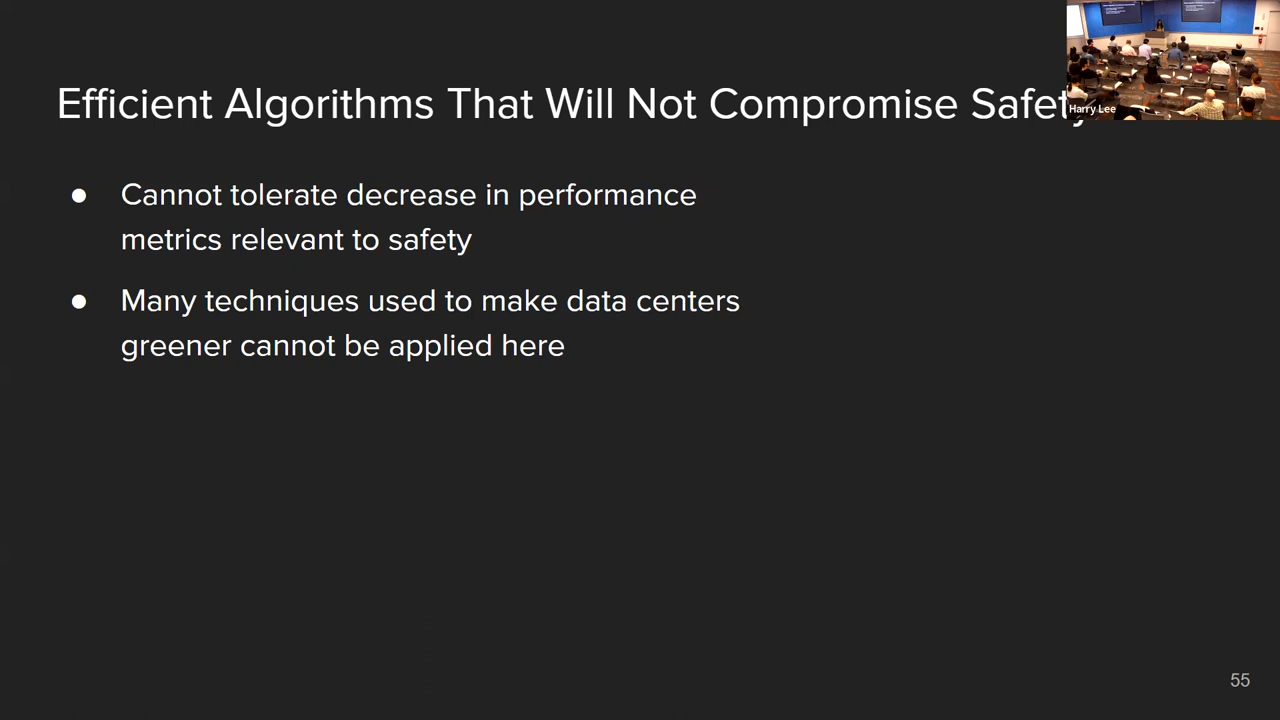 Efficient Algorithms That Will Not Compromise Safety
Harry Lee
● Cannot tolerate decrease in performance
metrics relevant to safety
● Many techniques used to make data centers
greener cannot be applied here
55